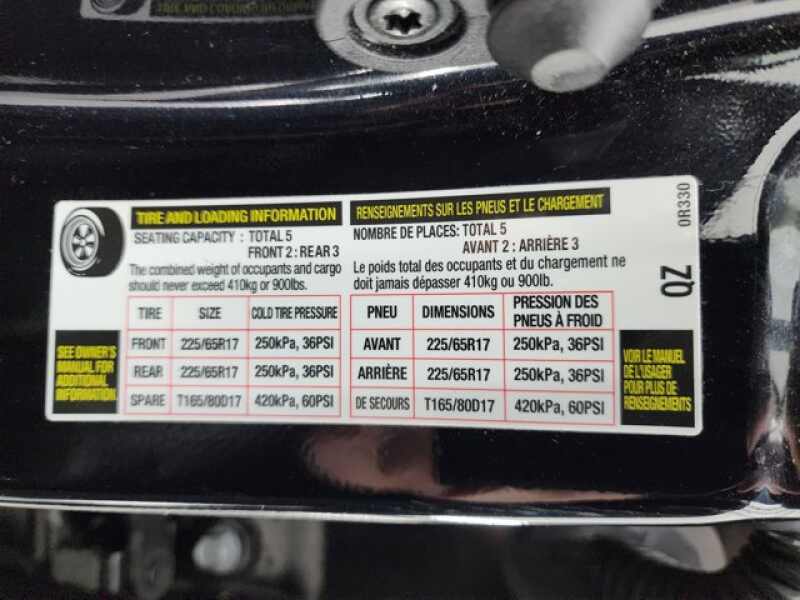 TIRE AND LOADING INFORMATION
SEATING CAPACITY : TOTAL 5
FRONT 2 : REAR 3
The combined weight of occupants and cargo
should never exceed 410kg or 900lbs.
TIRE SIZE COLD TIRE PRESSURE
FRONT 225/65R17 250kPa, 36PSI
REAR 225/65R17 250kPa, 36PSI
SPARE T165/80D17 420kPa, 60PSI
SEE OWNER'S
MANUAL FOR
ADDITIONAL
INFORMATION
RENSEIGNEMENTS SUR LES PNEUS ET LE CHARGEMENT
NOMBRE DE PLACES: TOTAL 5
AVANT 2 : ARRIÈRE 3
Le poids total des occupants et du chargement ne
doit jamais dépasser 410kg ou 900lb.
PNEU DIMENSIONS PRESSION DES
PNEUS À FROID
AVANT 225/65R17 250kPa, 36PSI
ARRIÈRE 225/65R17 250kPa, 36PSI
DE SECOURS T165/80D17 420kPa, 60PSI
VOIR LE MANUEL
DE L'USAGER
POUR PLUS DE
RENSEIGNEMENTS
0R330
QZ